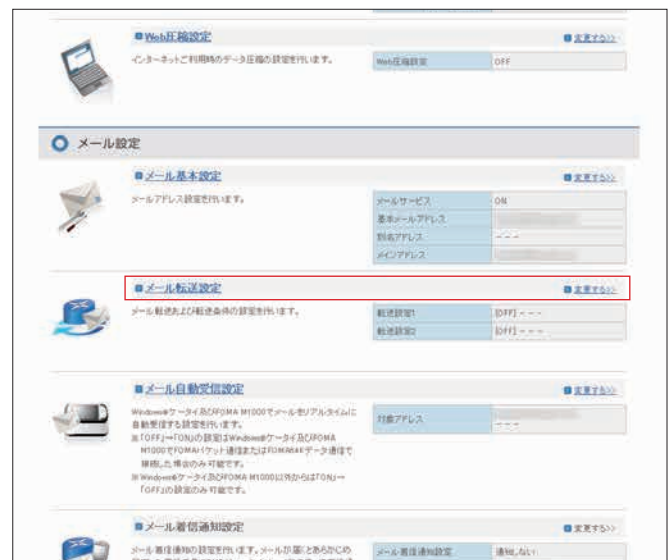 Web圧縮設定
変更する>>
インターネットご利用時のデータ圧縮の設定を行います。
Web圧縮設定 OFF
メール設定
メール基本設定
変更する>>
メールアドレス設定を行います。
メールサービス ON
基本メールアドレス
別名アドレス ---
メインアドレス
メール転送設定
変更する>>
メール転送および転送条件の設定を行います。
転送設定1 [OFF] ---
転送設定2 [OFF] ---
メール自動受信設定
変更する>>
Windows®ケータイ及びFOMA M1000でメールをリアルタイムに
自動受信する設定を行います。
対象アドレス ---
※「OFF」→「ON」の設定はWindows®ケータイ及びFOMA
M1000でFOMAパケット通信またはFOMA64Kデータ通信で
接続した場合のみ可能です。
※Windows®ケータイ及びFOMA M1000以外からは「ON」→
「OFF」の設定のみ可能です。
メール着信通知設定
変更する>>
メール着信通知の設定を行います。メールが届くとあらかじめ
メール着信通知設定 通知しない